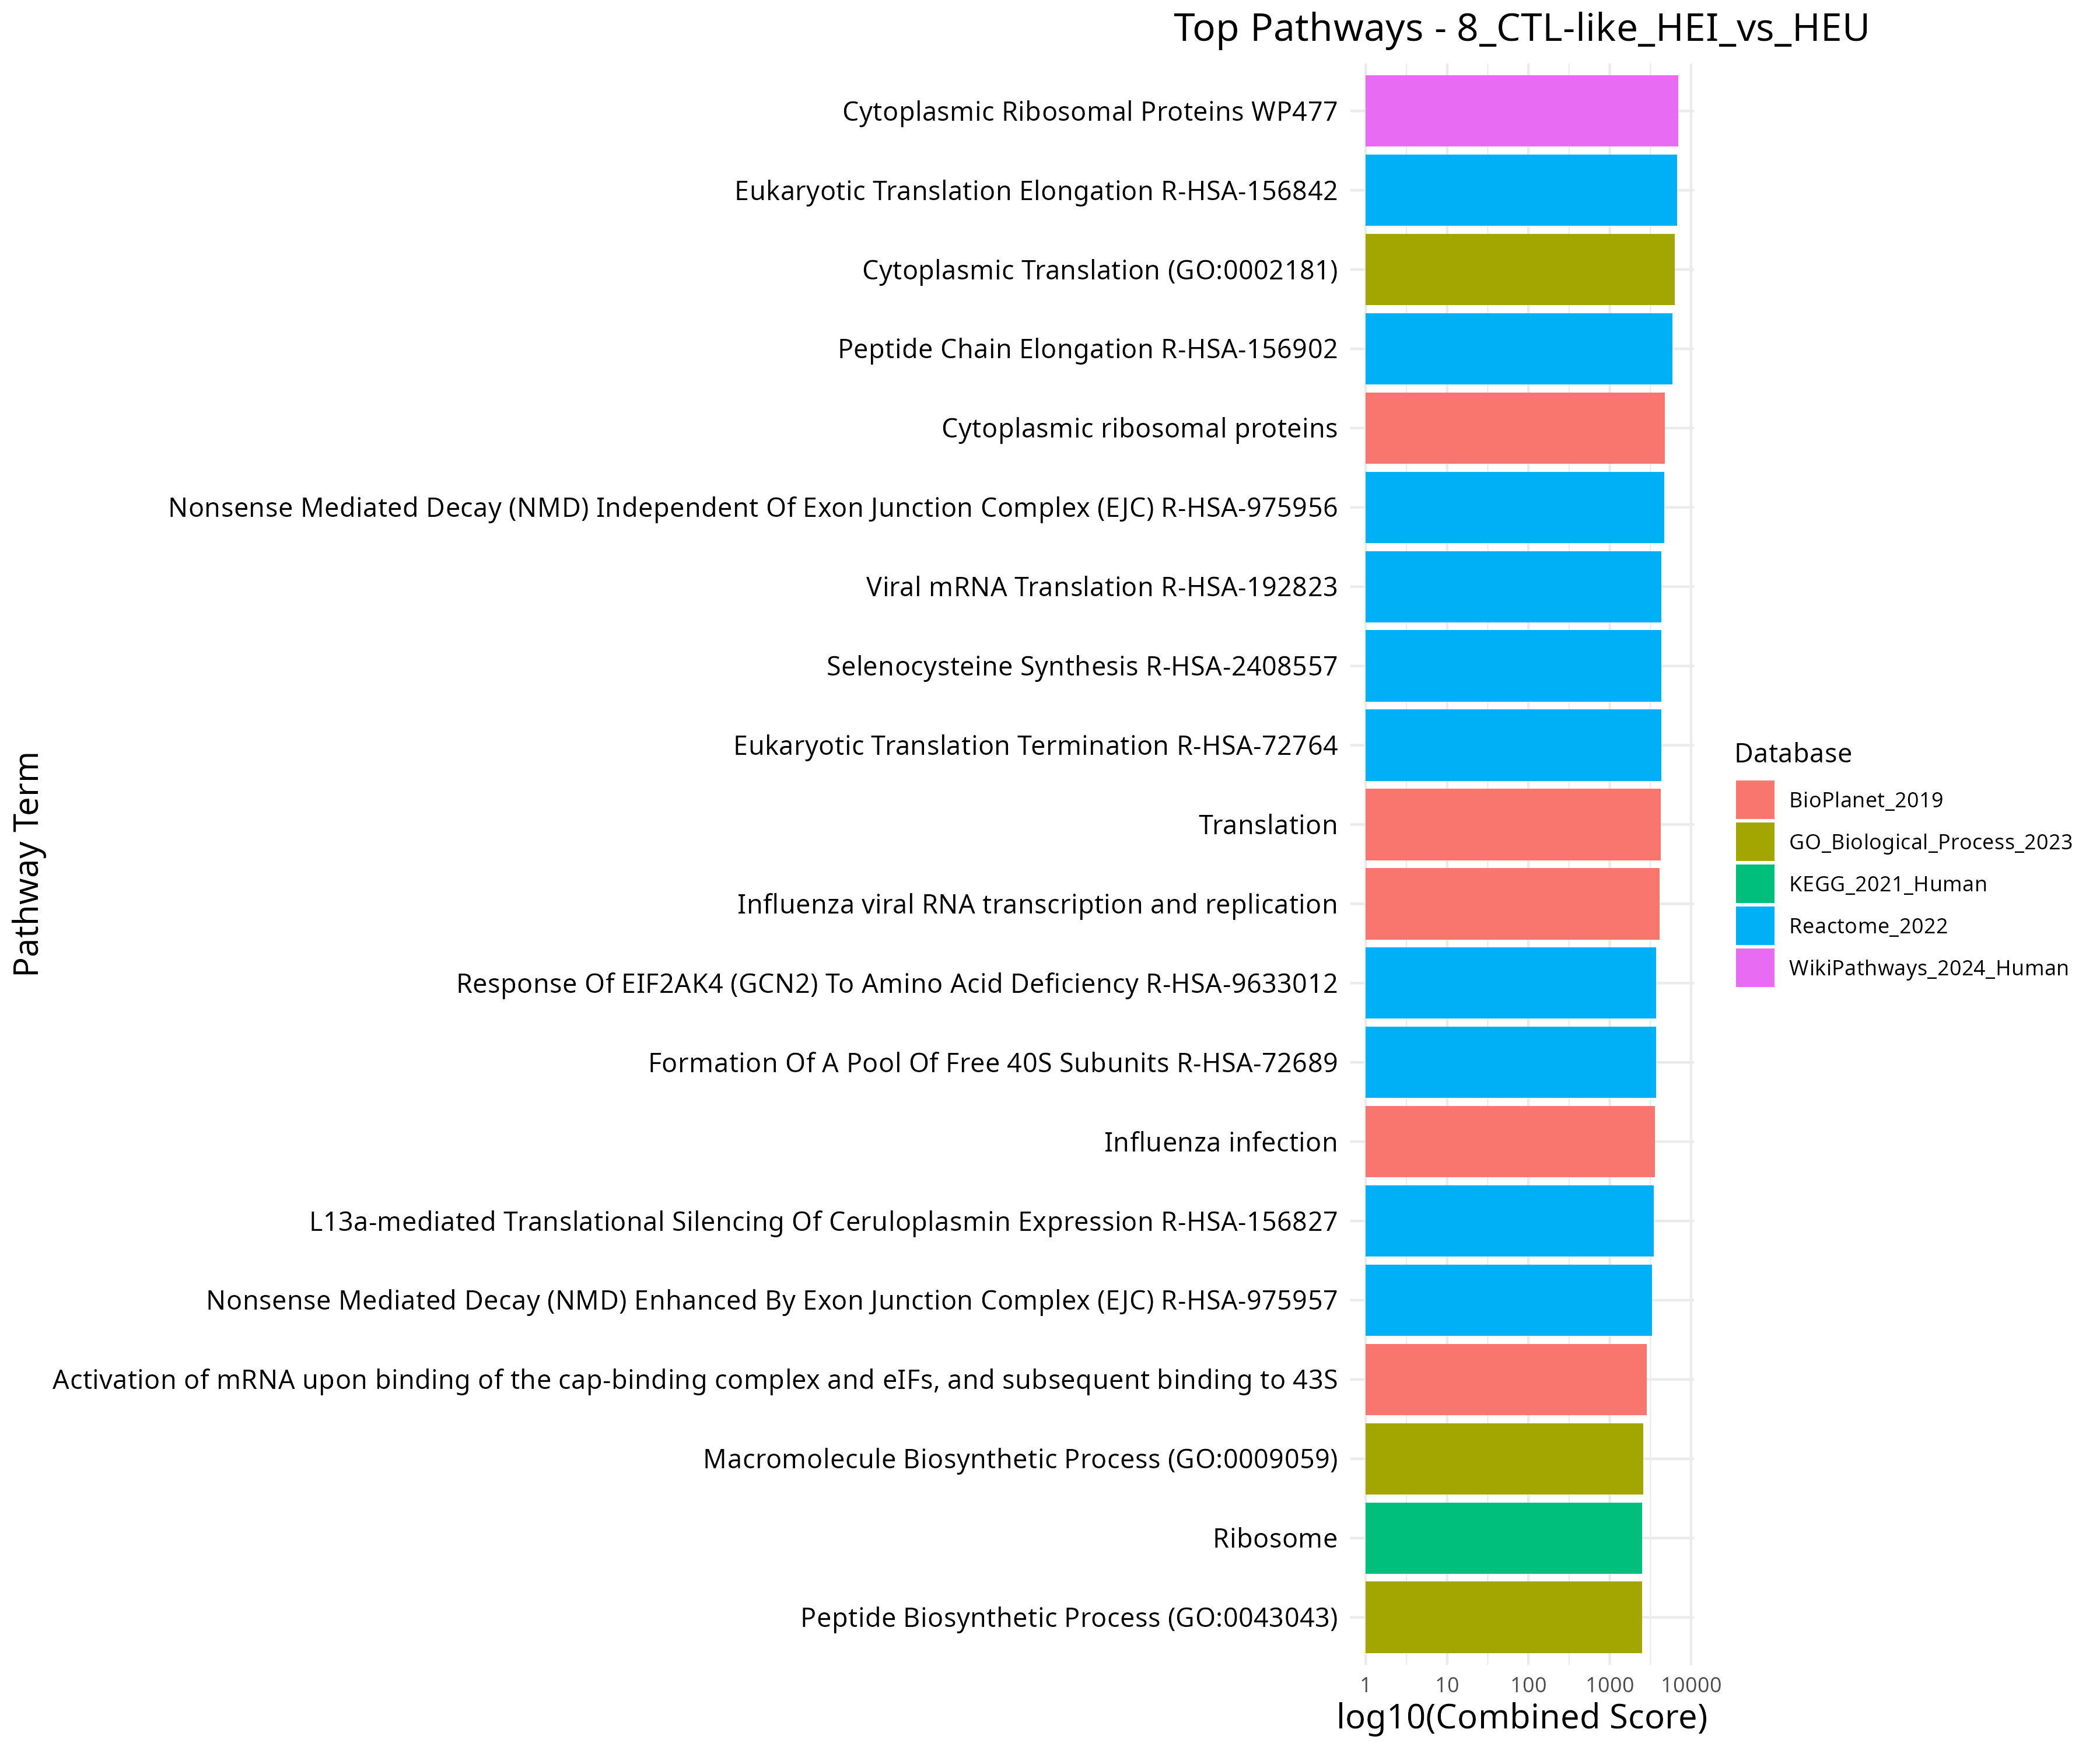 Top Pathways - 8_CTL-like_HEI_vs_HEU
Pathway Term
Cytoplasmic Ribosomal Proteins WP477
Eukaryotic Translation Elongation R-HSA-156842
Cytoplasmic Translation (GO:0002181)
Peptide Chain Elongation R-HSA-156902
Cytoplasmic ribosomal proteins
Nonsense Mediated Decay (NMD) Independent Of Exon Junction Complex (EJC) R-HSA-975956
Viral mRNA Translation R-HSA-192823
Selenocysteine Synthesis R-HSA-2408557
Eukaryotic Translation Termination R-HSA-72764
Translation
Influenza viral RNA transcription and replication
Response Of EIF2AK4 (GCN2) To Amino Acid Deficiency R-HSA-9633012
Formation Of A Pool Of Free 40S Subunits R-HSA-72689
Influenza infection
L13a-mediated Translational Silencing Of Ceruloplasmin Expression R-HSA-156827
Nonsense Mediated Decay (NMD) Enhanced By Exon Junction Complex (EJC) R-HSA-975957
Activation of mRNA upon binding of the cap-binding complex and eIFs, and subsequent binding to 43S
Macromolecule Biosynthetic Process (GO:0009059)
Ribosome
Peptide Biosynthetic Process (GO:0043043)
1 10 100 1000 10000
log10(Combined Score)
Database
BioPlanet_2019
GO_Biological_Process_2023
KEGG_2021_Human
Reactome_2022
WikiPathways_2024_Human